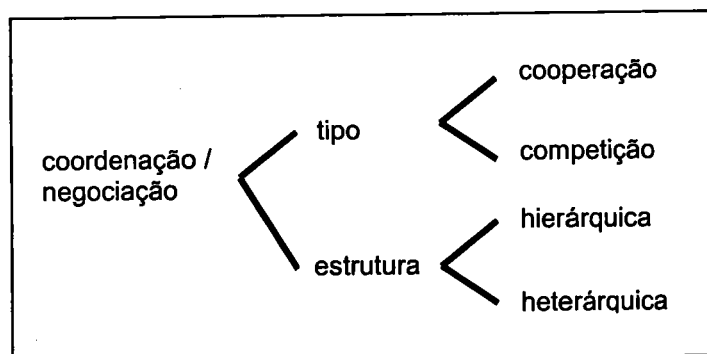 coordenação /
negociação
tipo
estrutura
cooperação
competição
hierárquica
heterárquica